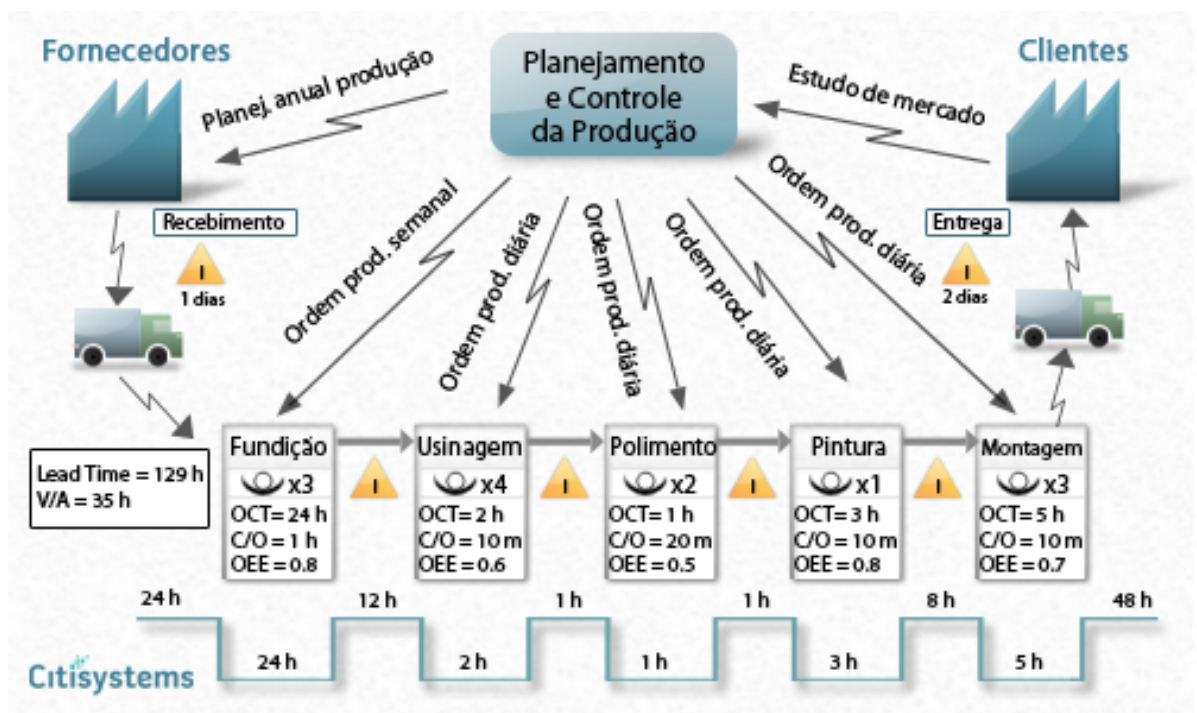 Fornecedores
Planejamento
e Controle
da Produção
Clientes
Planej. anual produção
Estudo de mercado
Recebimento
I
1 dias
Entrega
I
2 dias
Ordem prod. semanal
Ordem prod. diária
Ordem prod. diária
Ordem prod. diária
Ordem prod. diária
Lead Time = 129 h
V/A = 35 h
Fundição
x3
OCT= 24 h
C/O = 1 h
OEE = 0.8
I
Usinagem
x4
OCT= 2 h
C/O = 10 m
OEE = 0.6
I
Polimento
x2
OCT= 1 h
C/O = 20 m
OEE = 0.5
I
Pintura
x1
OCT= 3 h
C/O = 10 m
OEE = 0.8
I
Montagem
x3
OCT= 5 h
C/O = 10 m
OEE = 0.7
24 h
12 h
1 h
1 h
8 h
48 h
24 h
2 h
1 h
3 h
5 h
Citisystems